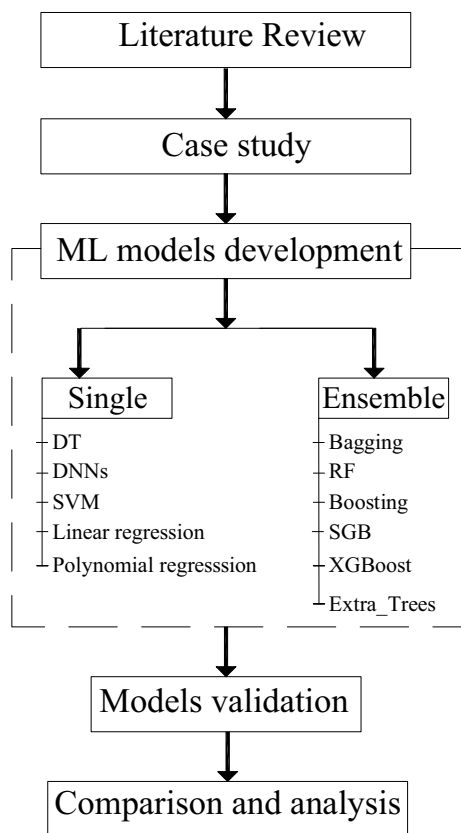 Literature Review
Case study
ML models development
Single
DT
DNNs
SVM
Linear regression
Polynomial regresssion
Ensemble
Bagging
RF
Boosting
SGB
XGBoost
Extra_Trees
Models validation
Comparison and analysis